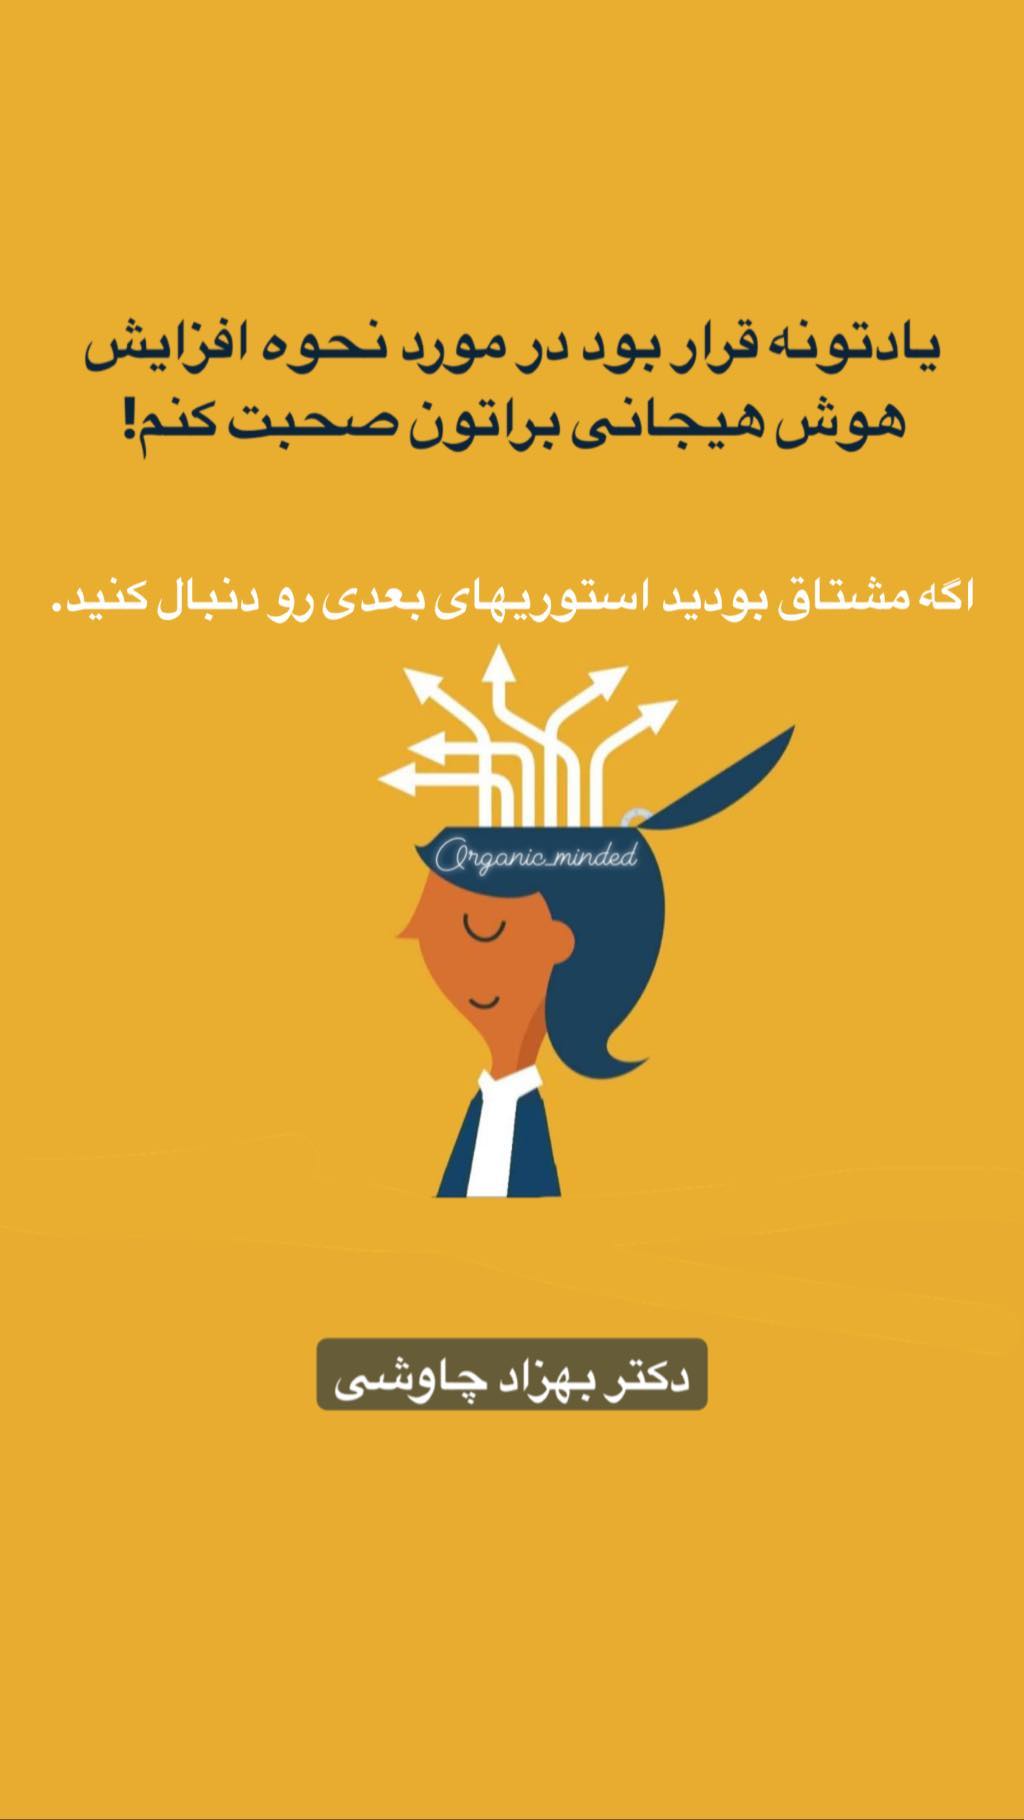 یادتونه قرار بود در مورد نحوه افزایش
هوش هیجانی براتون صحبت کنم!
اگه مشتاق بودید استوریهای بعدی رو دنبال کنید.
Organic_minded
دکتر بهزاد چاوشی